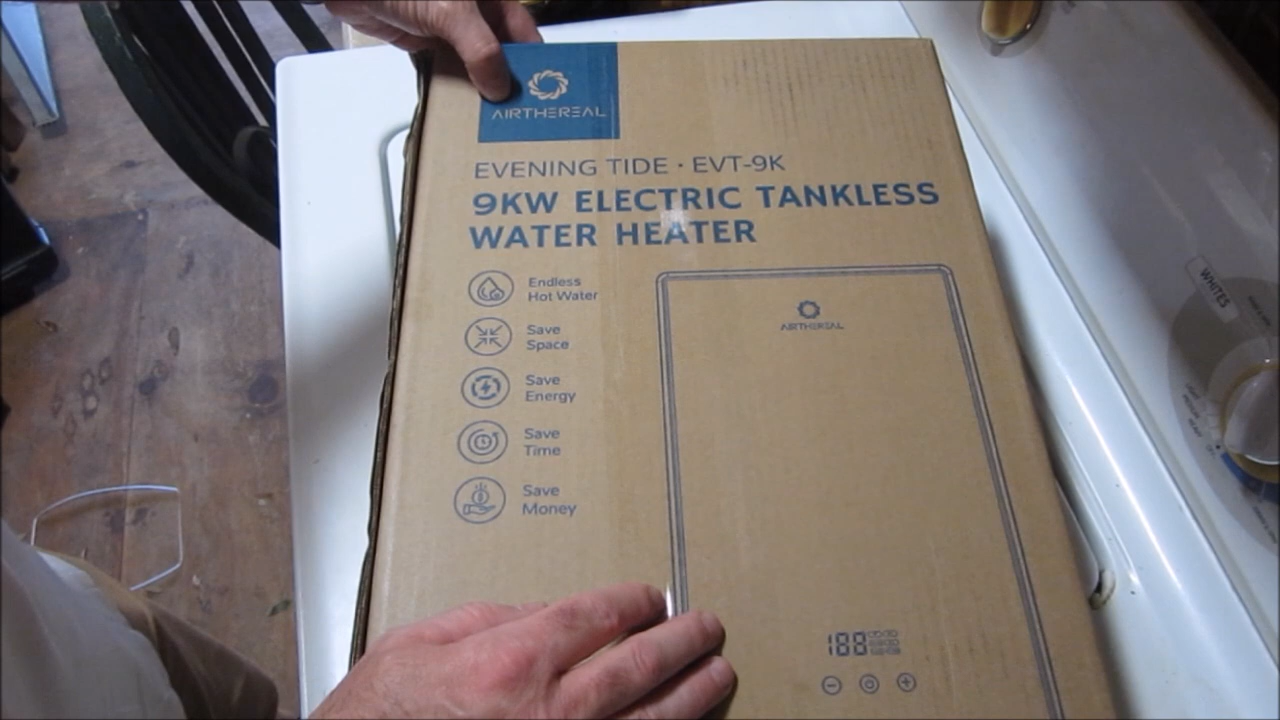 AIRTHEREAL
EVENING TIDE · EVT-9K
9KW ELECTRIC TANKLESS
WATER HEATER
Endless
Hot Water
Save
Space
Save
Energy
Save
Time
Save
Money
AIRTHEREAL
188
WHITES